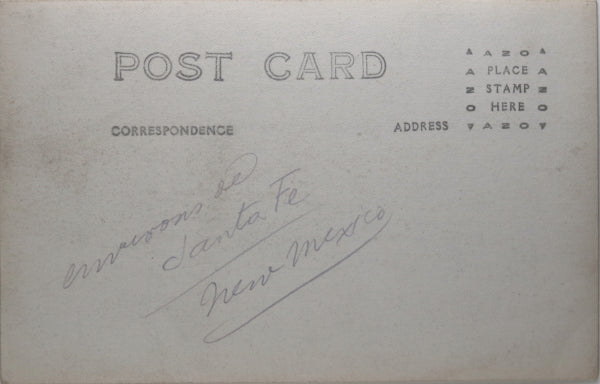 POST CARD
▲ AZO ▲
A PLACE A
Z STAMP Z
O HERE O
▼ AZO ▼
CORRESPONDENCE
ADDRESS
environs de
Santa Fe
New Mexico